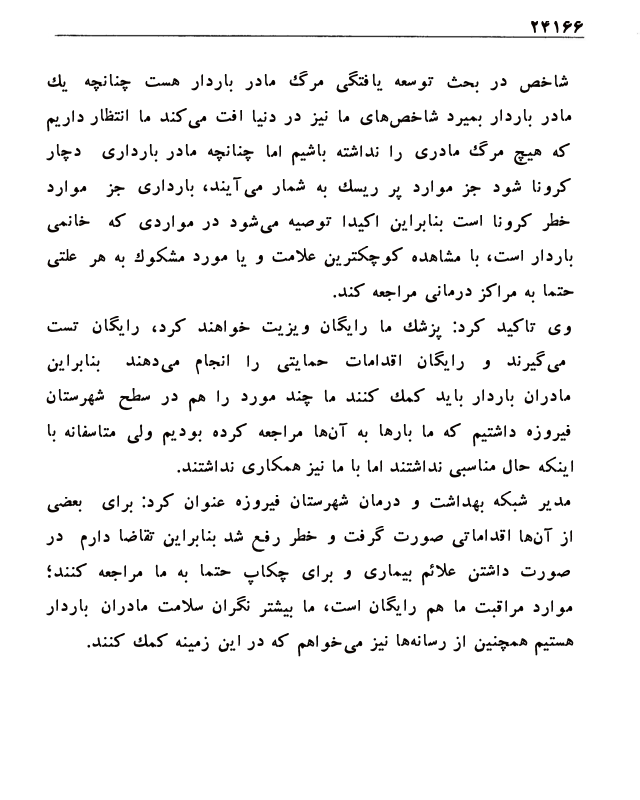 ۲۴۱۶۶
شاخص در بحث توسعه یافتگی مرگ مادر باردار هست چنانچه یك
مادر باردار بمیرد شاخص‌های ما نیز در دنیا افت می‌کند ما انتظار داریم
که هیچ مرگ مادری را نداشته باشیم اما چنانچه مادر بارداری دچار
کرونا شود جز موارد پر ریسك به شمار می‌آیند، بارداری جز موارد
خطر کرونا است بنابراین اکیدا توصیه می‌شود در مواردی که خانمی
باردار است، با مشاهده کوچکترین علامت و یا مورد مشکوك به هر علتی
حتما به مراکز درمانی مراجعه کند.
وی تاکید کرد: پزشك ما رایگان ویزیت خواهند کرد، رایگان تست
می‌گیرند و رایگان اقدامات حمایتی را انجام می‌دهند بنابراین
مادران باردار باید کمك کنند ما چند مورد را هم در سطح شهرستان
فیروزه داشتیم که ما بارها به آن‌ها مراجعه کرده بودیم ولی متاسفانه با
اینکه حال مناسبی نداشتند اما با ما نیز همکاری نداشتند.
مدیر شبکه بهداشت و درمان شهرستان فیروزه عنوان کرد: برای بعضی
از آن‌ها اقداماتی صورت گرفت و خطر رفع شد بنابراین تقاضا دارم در
صورت داشتن علائم بیماری و برای چکاپ حتما به ما مراجعه کنند؛
موارد مراقبت ما هم رایگان است، ما بیشتر نگران سلامت مادران باردار
هستیم همچنین از رسانه‌ها نیز می‌خواهم که در این زمینه کمك کنند.